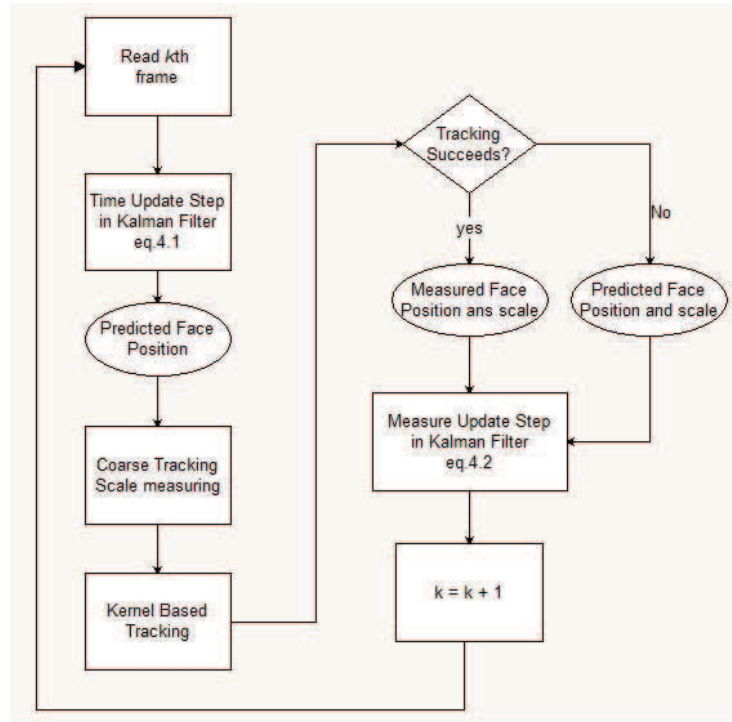 Read kth
frame
Time Update Step
in Kalman Filter
eq.4.1
Predicted Face
Position
Coarse Tracking
Scale measuring
Kernel Based
Tracking
Tracking
Succeeds?
yes
No
Measured Face
Position ans scale
Predicted Face
Position and scale
Measure Update Step
in Kalman Filter
eq.4.2
k = k + 1